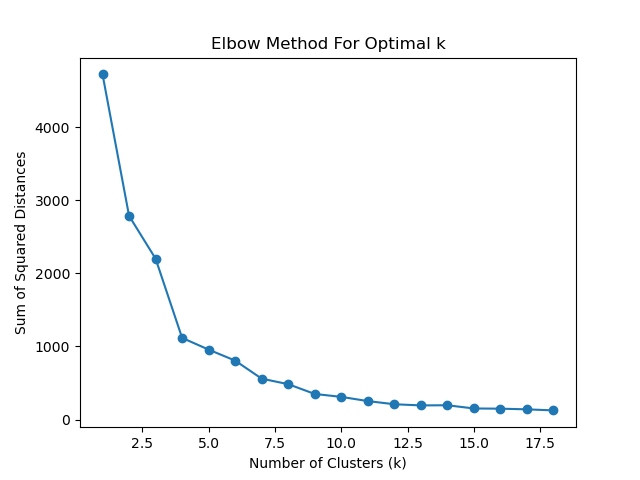 Elbow Method For Optimal k
Sum of Squared Distances
4000
3000
2000
1000
0
2.5 5.0 7.5 10.0 12.5 15.0 17.5
Number of Clusters (k)